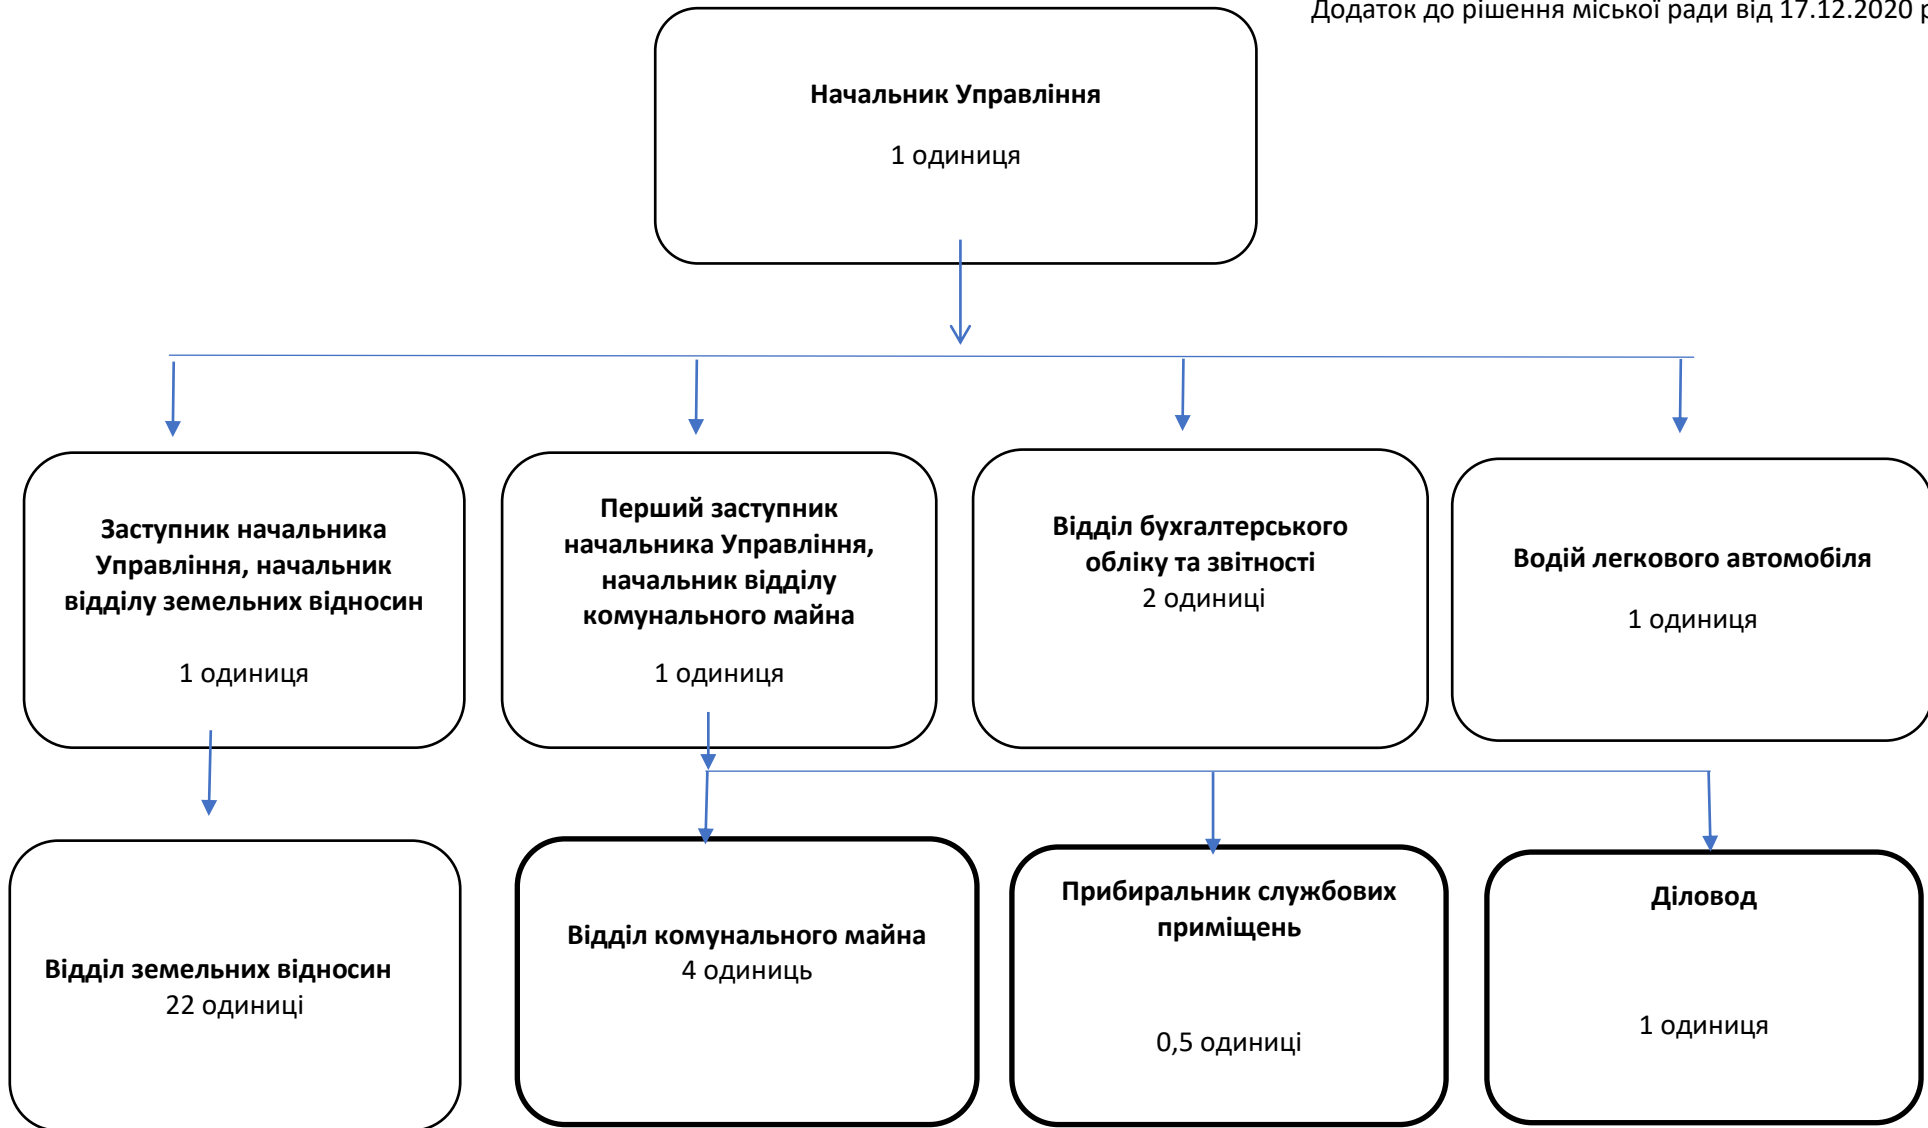 Додаток до рішення міської ради від 17.12.2020 р
Начальник Управління
1 одиниця
Заступник начальника
Управління, начальник
відділу земельних відносин
1 одиниця
Перший заступник
начальника Управління,
начальник відділу
комунального майна
1 одиниця
Відділ бухгалтерського
обліку та звітності
2 одиниці
Водій легкового автомобіля
1 одиниця
Відділ земельних відносин
22 одиниці
Відділ комунального майна
4 одиниць
Прибиральник службових
приміщень
0,5 одиниці
Діловод
1 одиниця